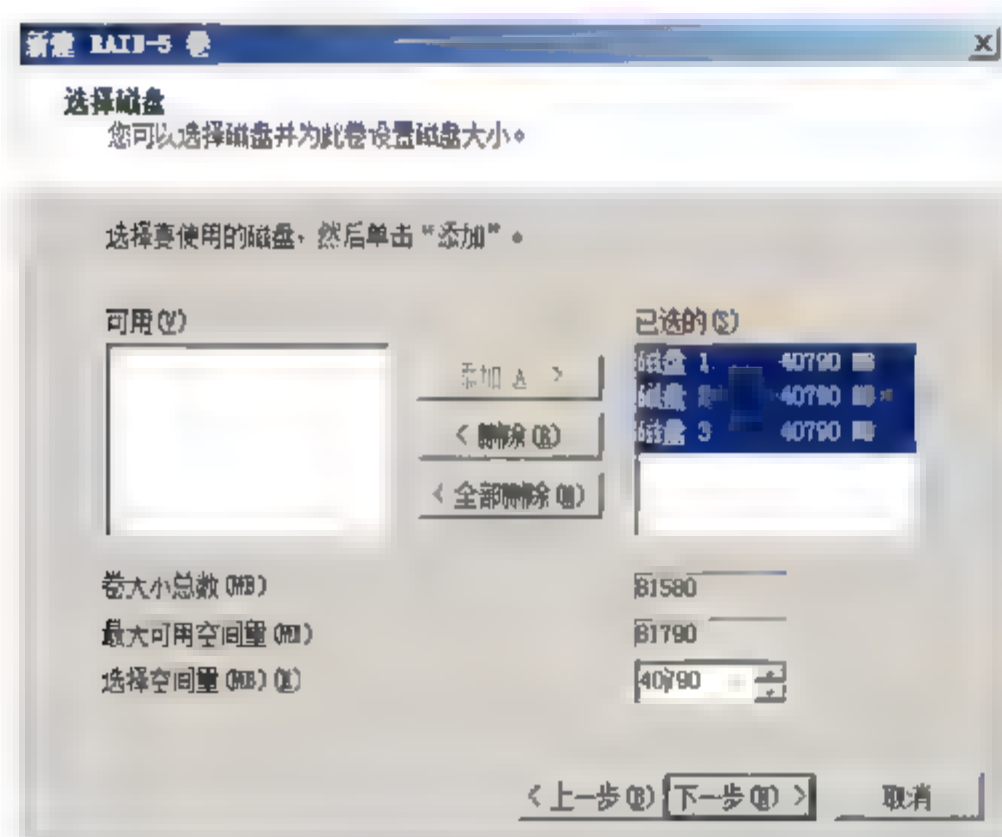 新建 RAID-5 卷
选择磁盘
您可以选择磁盘并为此卷设置磁盘大小。
选择要使用的磁盘，然后单击“添加”。
可用(V)
已选的(S)
添加 A >
< 删除(R)
< 全部删除(M)
磁盘 1 40790 MB
磁盘 2 40790 MB
磁盘 3 40790 MB
卷大小总数(MB) 81580
最大可用空间量(MB) 81790
选择空间量(MB)(E) 40790
< 上一步(B) 下一步(N) > 取消